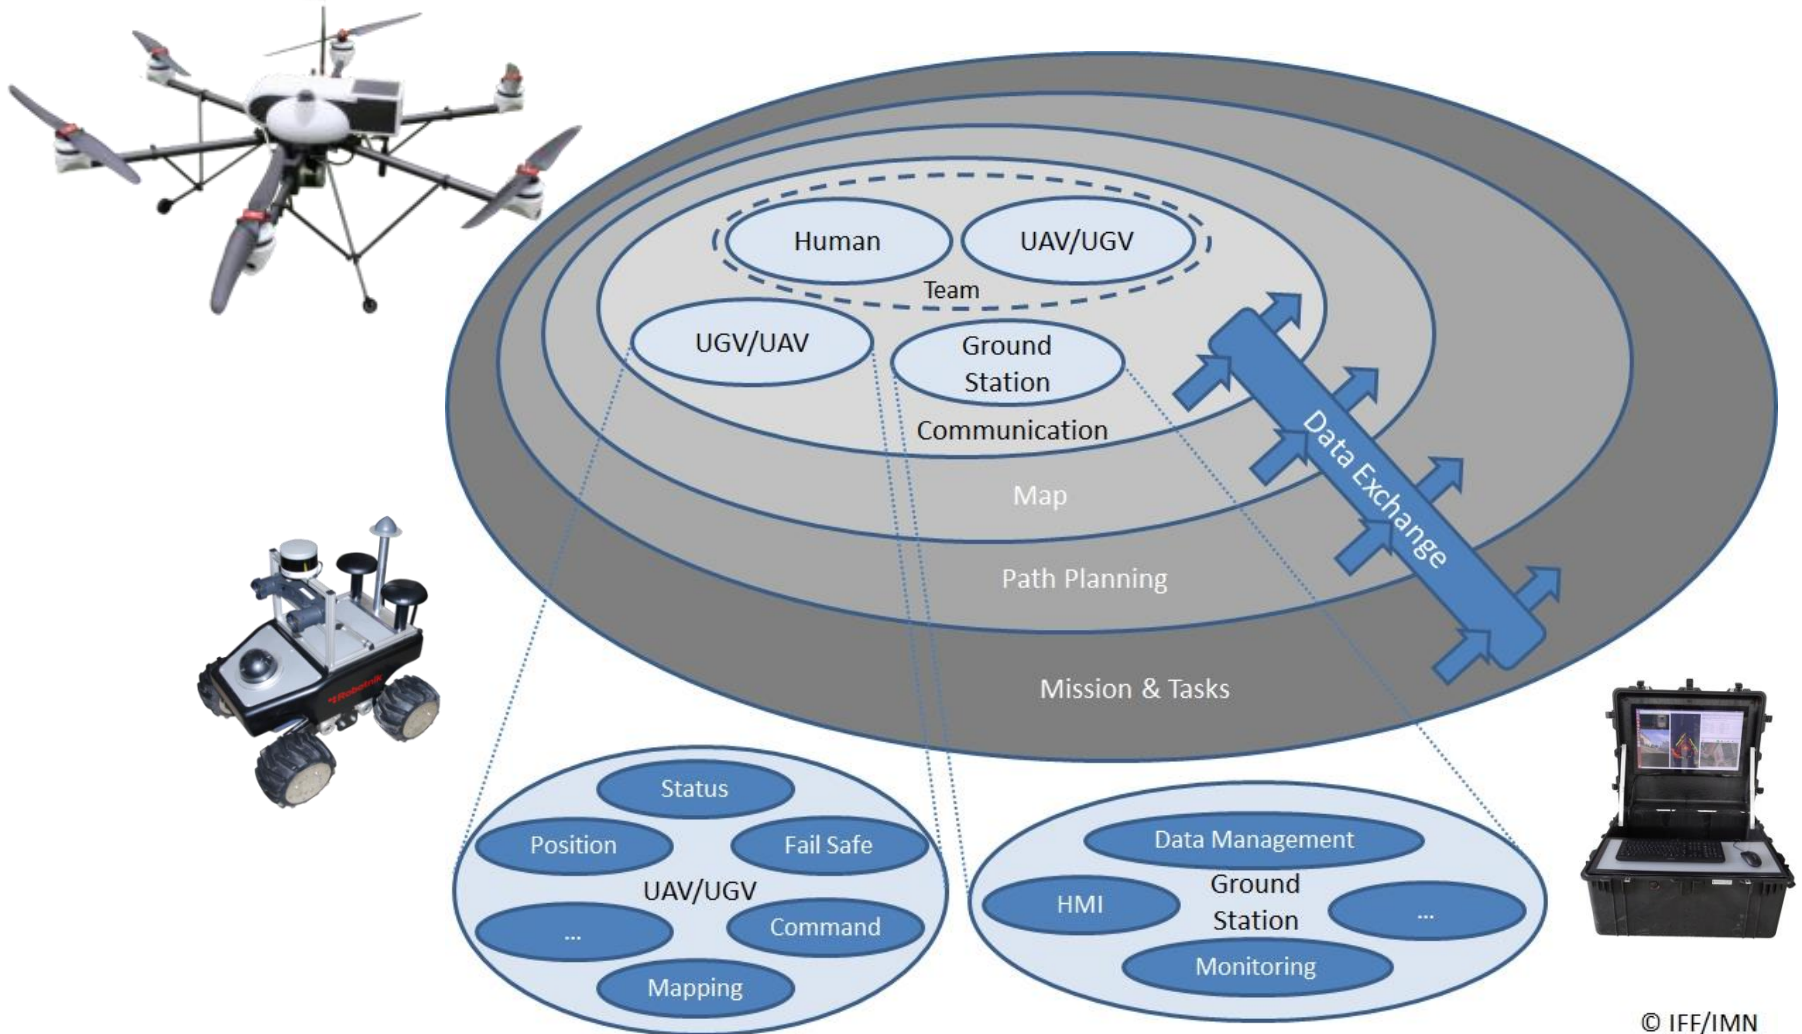 Human
UAV/UGV
Team
UGV/UAV
Ground
Station
Communication
Map
Path Planning
Mission & Tasks
Data Exchange
Robotnik
Status
Position
Fail Safe
UAV/UGV
...
Command
Mapping
Data Management
HMI
Ground
Station
...
Monitoring
© IFF/IMN